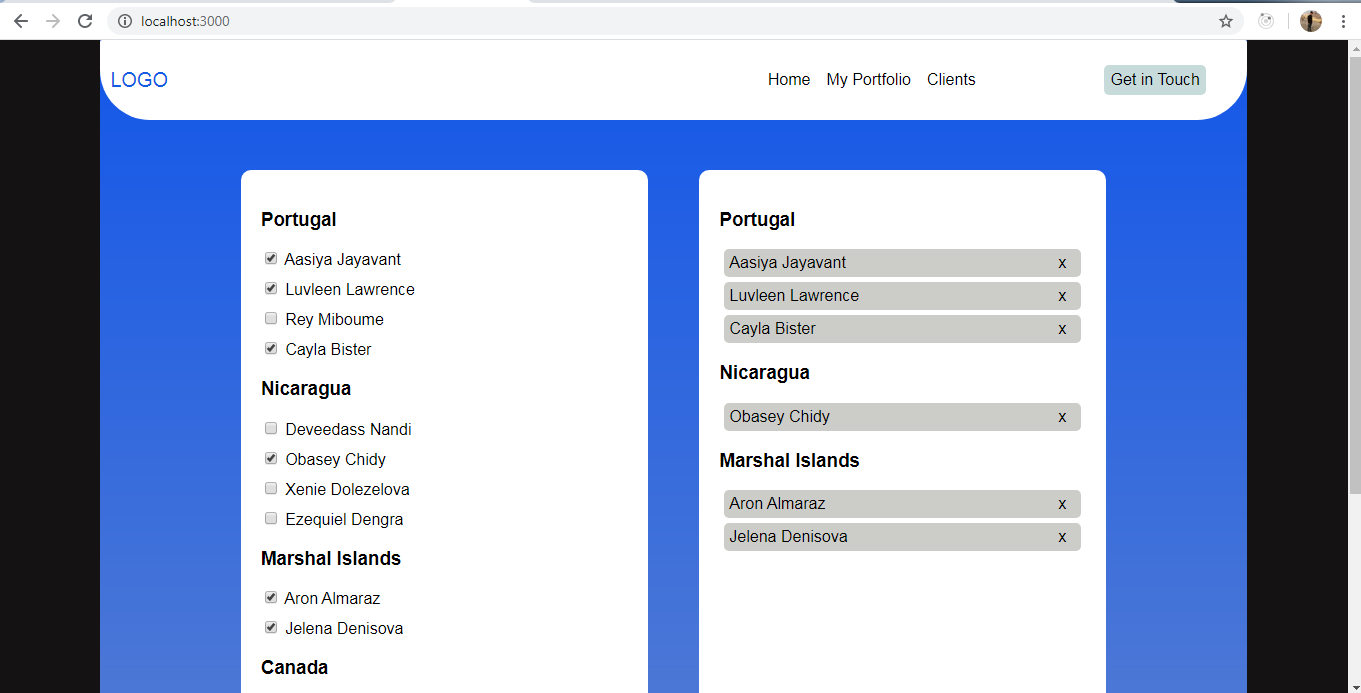 localhost:3000
LOGO
Home My Portfolio Clients
Get in Touch
Portugal
Aasiya Jayavant
Luvleen Lawrence
Rey Miboume
Cayla Bister
Nicaragua
Deveedass Nandi
Obasey Chidy
Xenie Dolezelova
Ezequiel Dengra
Marshal Islands
Aron Almaraz
Jelena Denisova
Canada
Portugal
Aasiya Jayavant x
Luvleen Lawrence x
Cayla Bister x
Nicaragua
Obasey Chidy x
Marshal Islands
Aron Almaraz x
Jelena Denisova x